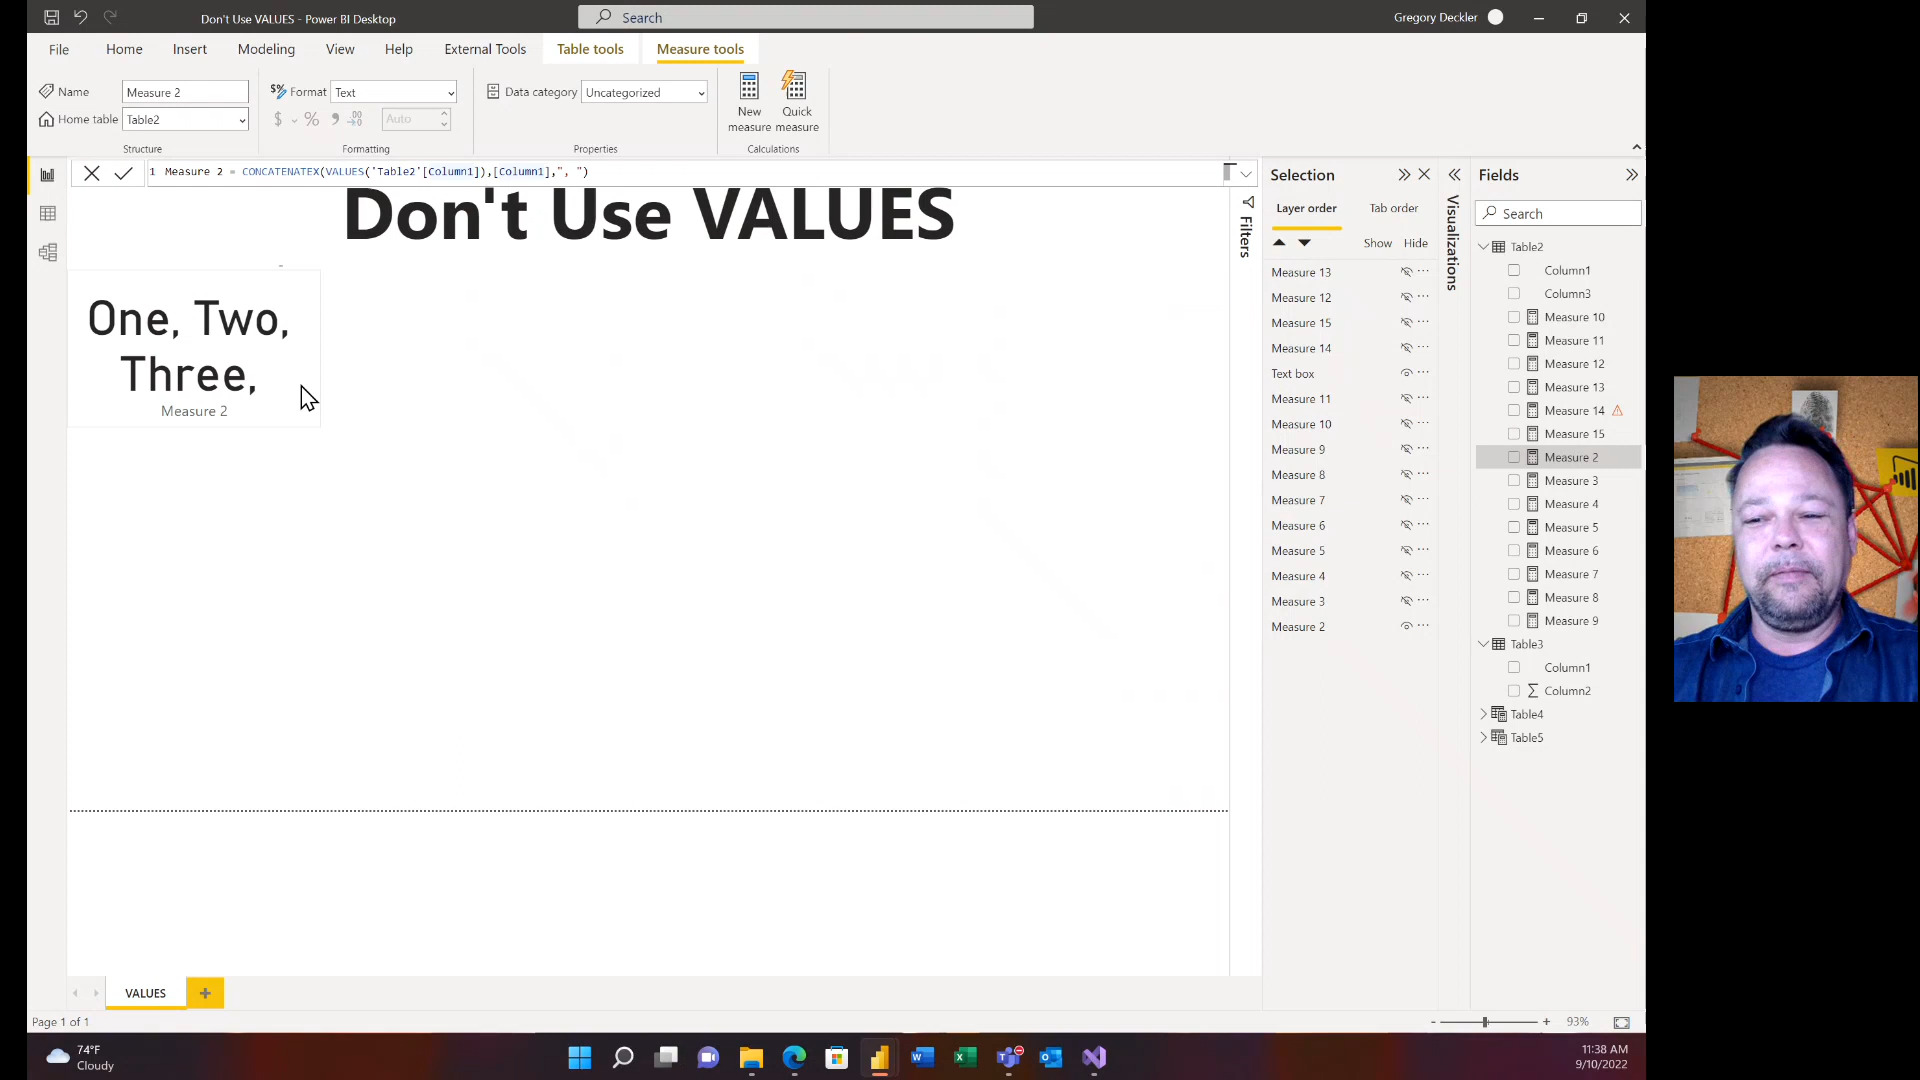 Don't Use VALUES - Power BI Desktop
Search
Gregory Deckler
File
Home
Insert
Modeling
View
Help
External Tools
Table tools
Measure tools
Name
Measure 2
Home table
Table2
Structure
Format
Text
$
%
Auto
Formatting
Data category
Uncategorized
Properties
New measure
Quick measure
Calculations
1 Measure 2 = CONCATENATEX(VALUES('Table2'[Column1]),[Column1],", ")
Don't Use VALUES
One, Two,
Three,
Measure 2
Filters
Selection
Layer order
Tab order
Show
Hide
Measure 13
Measure 12
Measure 15
Measure 14
Text box
Measure 11
Measure 10
Measure 9
Measure 8
Measure 7
Measure 6
Measure 5
Measure 4
Measure 3
Measure 2
Visualizations
Fields
Search
Table2
Column1
Column3
Measure 10
Measure 11
Measure 12
Measure 13
Measure 14
Measure 15
Measure 2
Measure 3
Measure 4
Measure 5
Measure 6
Measure 7
Measure 8
Measure 9
Table3
Column1
Column2
Table4
Table5
VALUES
Page 1 of 1
93%
74°F
Cloudy
11:38 AM
9/10/2022